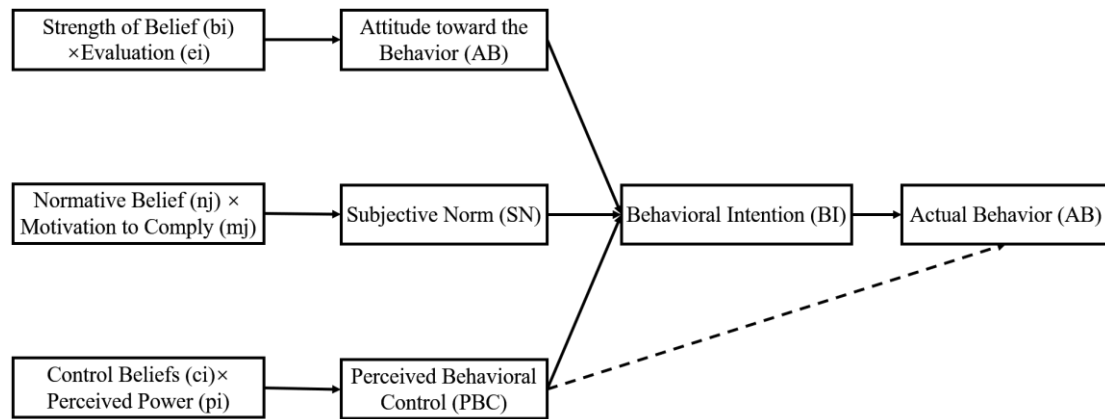 Strength of Belief (bi)
×Evaluation (ei)
Attitude toward the
Behavior (AB)
Normative Belief (nj) ×
Motivation to Comply (mj)
Subjective Norm (SN)
Behavioral Intention (BI)
Actual Behavior (AB)
Control Beliefs (ci)×
Perceived Power (pi)
Perceived Behavioral
Control (PBC)